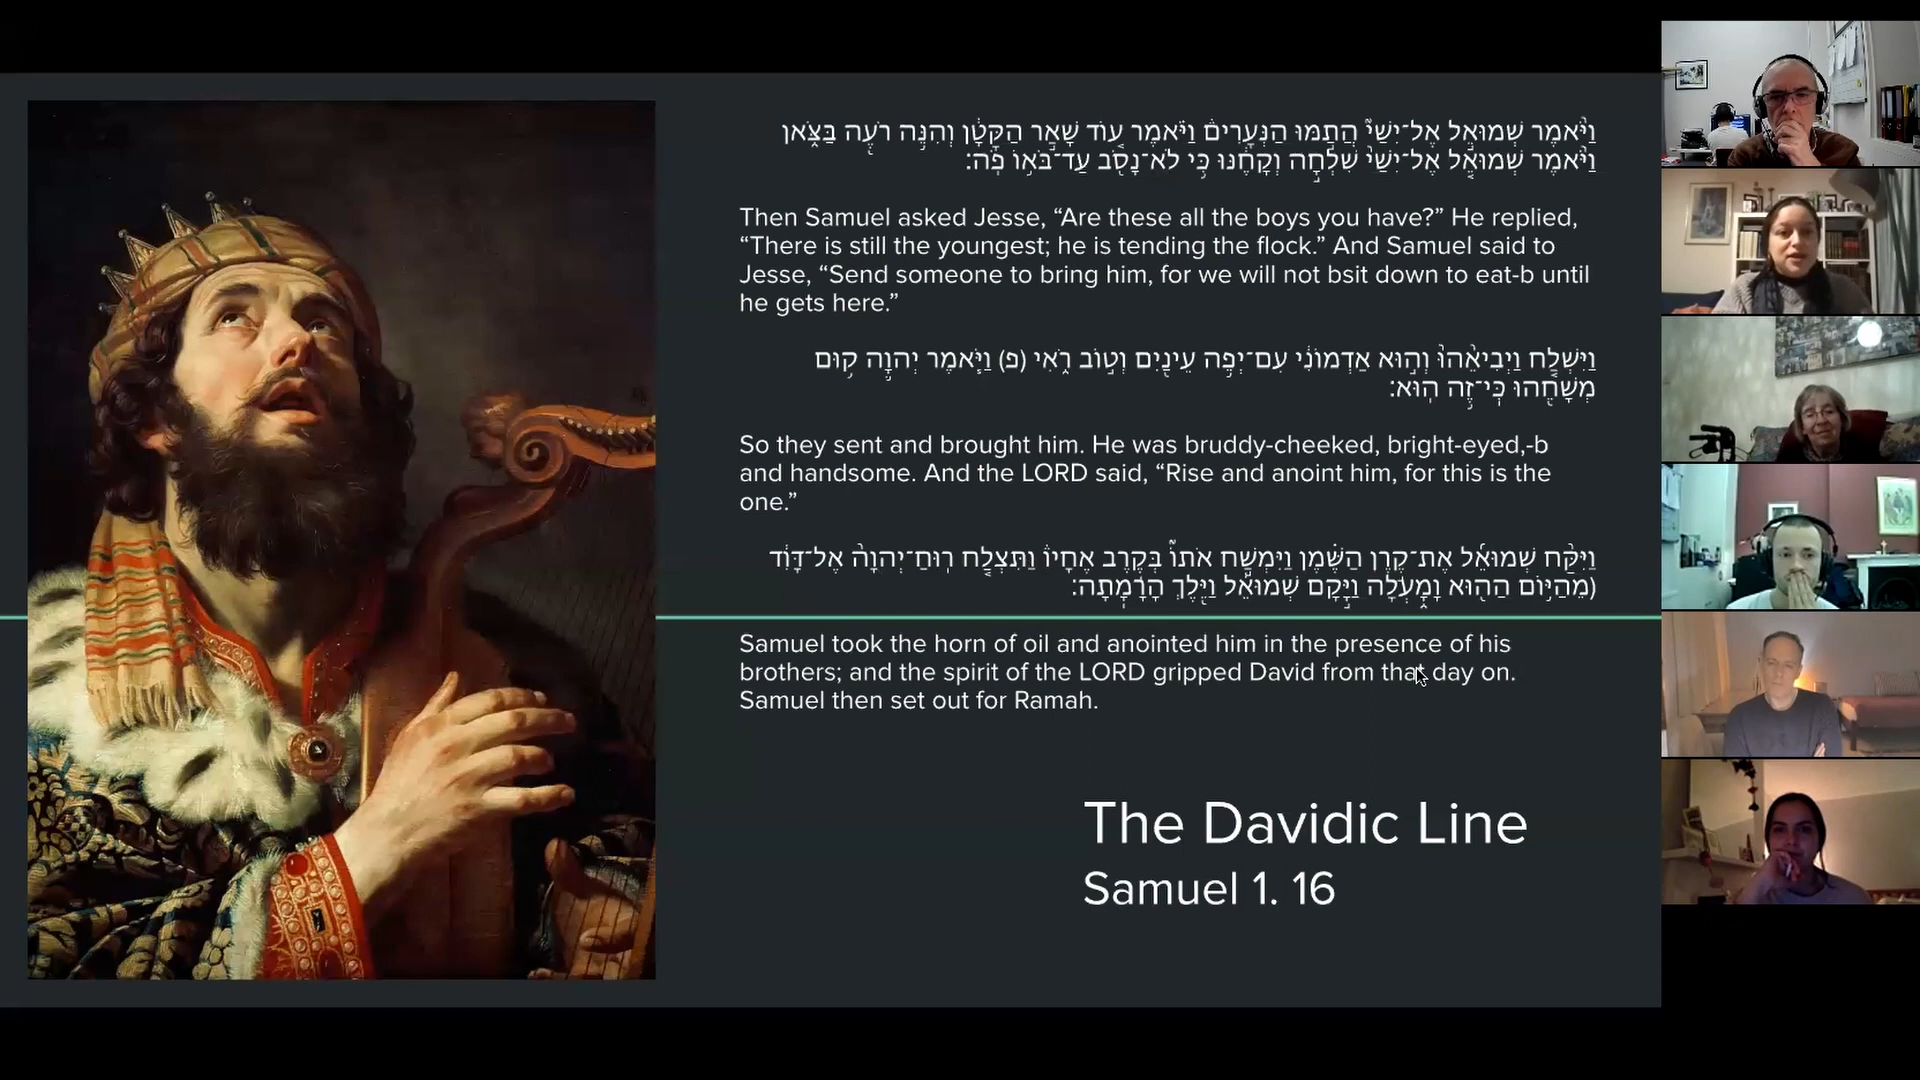 וַיֹּ֨אמֶר שְׁמוּאֵ֣ל אֶל־יִשַׁי֮ הֲתַ֣מּוּ הַנְּעָרִים֒ וַיֹּ֗אמֶר ע֚וֹד שָׁאַ֣ר הַקָּטָ֔ן וְהִנֵּ֥ה רֹעֶ֖ה בַּצֹּ֑אן
וַיֹּ֨אמֶר שְׁמוּאֵ֤ל אֶל־יִשַׁי֙ שִׁלְחָ֣ה וְקָחֶ֔נּוּ כִּ֥י לֹא־נָסֹ֖ב עַד־בֹּא֥וֹ פֹֽה׃
Then Samuel asked Jesse, “Are these all the boys you have?” He replied,
“There is still the youngest; he is tending the flock.” And Samuel said to
Jesse, “Send someone to bring him, for we will not bsit down to eat-b until
he gets here.”
וַיִּשְׁלַ֤ח וַיְבִיאֵ֙הוּ֙ וְה֣וּא אַדְמוֹנִ֔י עִם־יְפֵ֥ה עֵינַ֖יִם וְט֣וֹב רֹ֑אִי (פ) וַיֹּ֧אמֶר יְהוָ֛ה ק֥וּם
מְשָׁחֵ֖הוּ כִּֽי־זֶ֥ה הֽוּא׃
So they sent and brought him. He was bruddy-cheeked, bright-eyed,-b
and handsome. And the LORD said, “Rise and anoint him, for this is the
one.”
וַיִּקַּ֨ח שְׁמוּאֵ֜ל אֶת־קֶ֣רֶן הַשֶּׁ֗מֶן וַיִּמְשַׁ֣ח אֹתוֹ֮ בְּקֶ֣רֶב אֶחָיו֒ וַתִּצְלַ֤ח רֽוּחַ־יְהוָה֙ אֶל־דָּוִ֔ד
(מֵהַיּ֥וֹם הַה֖וּא וָמָ֑עְלָה וַיָּ֣קָם שְׁמוּאֵ֔ל וַיֵּ֖לֶךְ הָרָמָֽתָה׃
Samuel took the horn of oil and anointed him in the presence of his
brothers; and the spirit of the LORD gripped David from that day on.
Samuel then set out for Ramah.
The Davidic Line
Samuel 1. 16